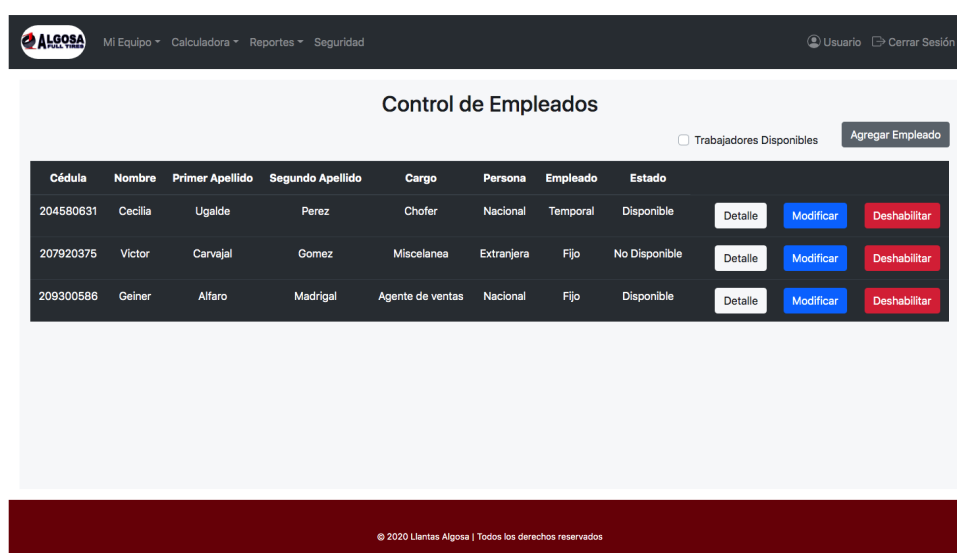 ALGOSA
FULL TIRES
Mi Equipo Calculadora Reportes Seguridad Usuario Cerrar Sesión
Control de Empleados
Trabajadores Disponibles Agregar Empleado
Cédula Nombre Primer Apellido Segundo Apellido Cargo Persona Empleado Estado
204580631 Cecilia Ugalde Perez Chofer Nacional Temporal Disponible Detalle Modificar Deshabilitar
207920375 Victor Carvajal Gomez Miscelanea Extranjera Fijo No Disponible Detalle Modificar Deshabilitar
209300586 Geiner Alfaro Madrigal Agente de ventas Nacional Fijo Disponible Detalle Modificar Deshabilitar
© 2020 Llantas Algosa | Todos los derechos reservados